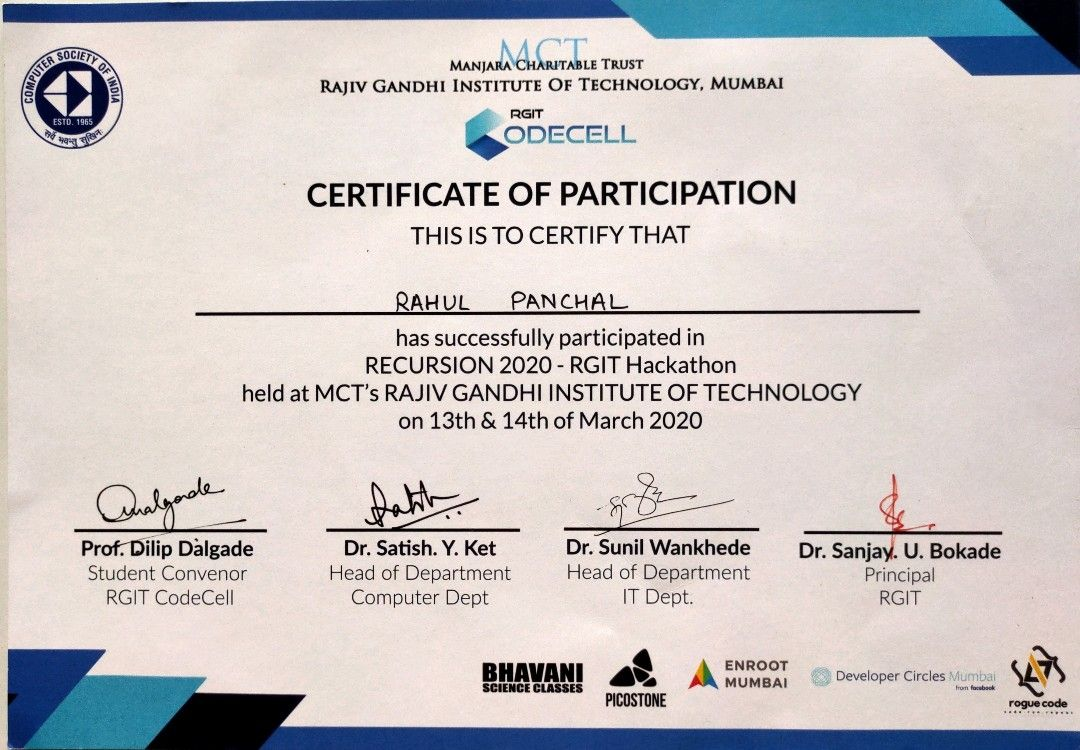 COMPUTER SOCIETY OF INDIA
ESTD. 1965
सर्वे भवन्तु सुखिनः
MCT
MANJARA CHARITABLE TRUST
RAJIV GANDHI INSTITUTE OF TECHNOLOGY, MUMBAI
RGIT
CODECELL
CERTIFICATE OF PARTICIPATION
THIS IS TO CERTIFY THAT
RAHUL PANCHAL
has successfully participated in
RECURSION 2020 - RGIT Hackathon
held at MCT's RAJIV GANDHI INSTITUTE OF TECHNOLOGY
on 13th & 14th of March 2020
Prof. Dilip Dalgade
Student Convenor
RGIT CodeCell
Dr. Satish. Y. Ket
Head of Department
Computer Dept
Dr. Sunil Wankhede
Head of Department
IT Dept.
Dr. Sanjay. U. Bokade
Principal
RGIT
BHAVANI
SCIENCE CLASSES
PICOSTONE
ENROOT
MUMBAI
Developer Circles Mumbai
from facebook
rogue code